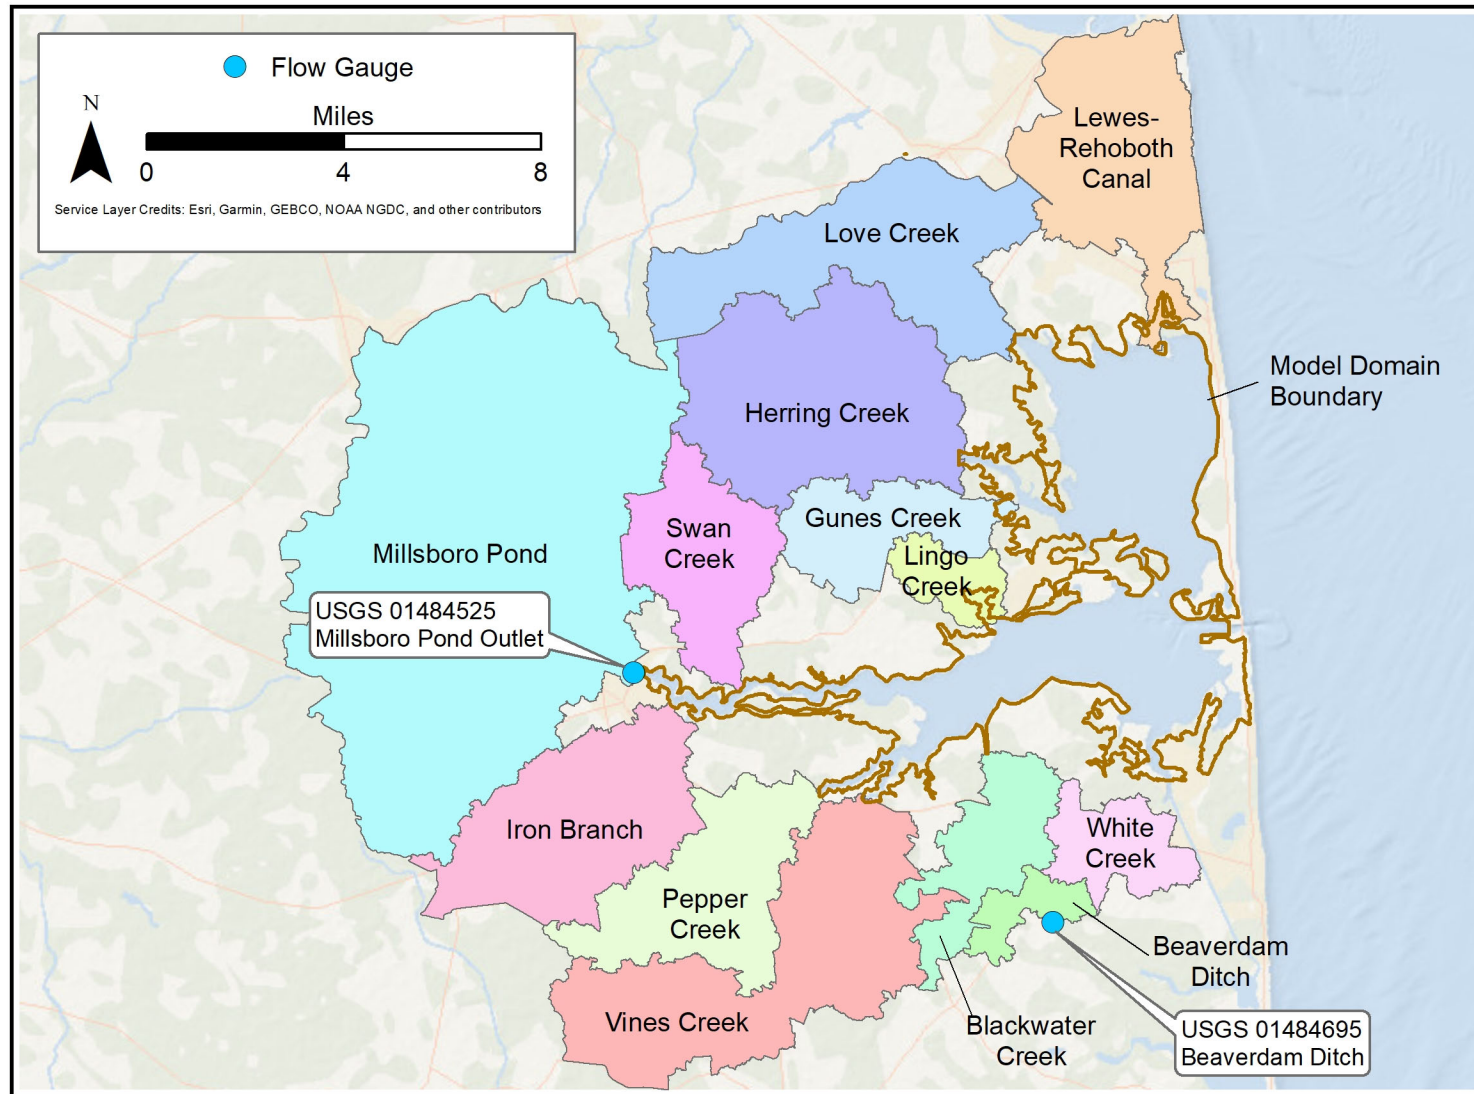 Flow Gauge
N
Miles
0 4 8
Service Layer Credits: Esri, Garmin, GEBCO, NOAA NGDC, and other contributors
Lewes-
Rehoboth
Canal
Love Creek
Model Domain
Boundary
Herring Creek
Gunes Creek
Swan
Creek
Lingo
Creek
Millsboro Pond
USGS 01484525
Millsboro Pond Outlet
Iron Branch
White
Creek
Pepper
Creek
Beaverdam
Ditch
Vines Creek
Blackwater
Creek
USGS 01484695
Beaverdam Ditch